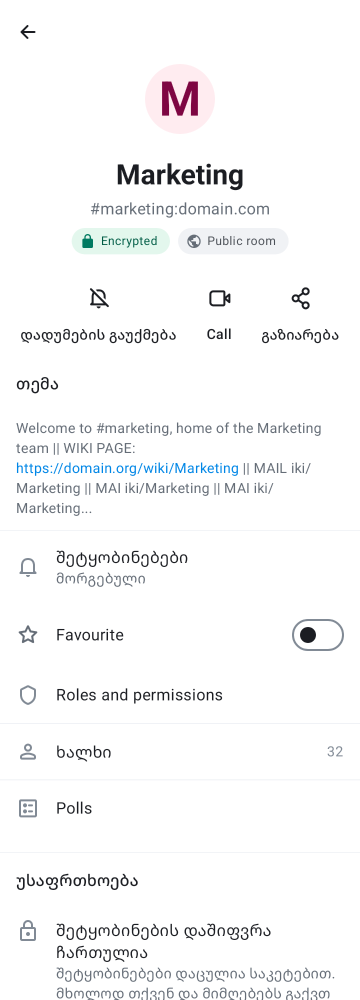 M
Marketing
#marketing:domain.com
Encrypted
Public room
დადუმების გაუქმება
Call
გაზიარება
თემა
Welcome to #marketing, home of the Marketing
team || WIKI PAGE:
https://domain.org/wiki/Marketing || MAIL iki/
Marketing || MAI iki/Marketing || MAI iki/
Marketing...
შეტყობინებები
მორგებული
Favourite
Roles and permissions
ხალხი
32
Polls
უსაფრთხოება
შეტყობინების დაშიფვრა
ჩართულია
შეტყობინებები დაცულია საკეტებით.
მხოლოდ თქვენ და მიმღებებს გაქვთ